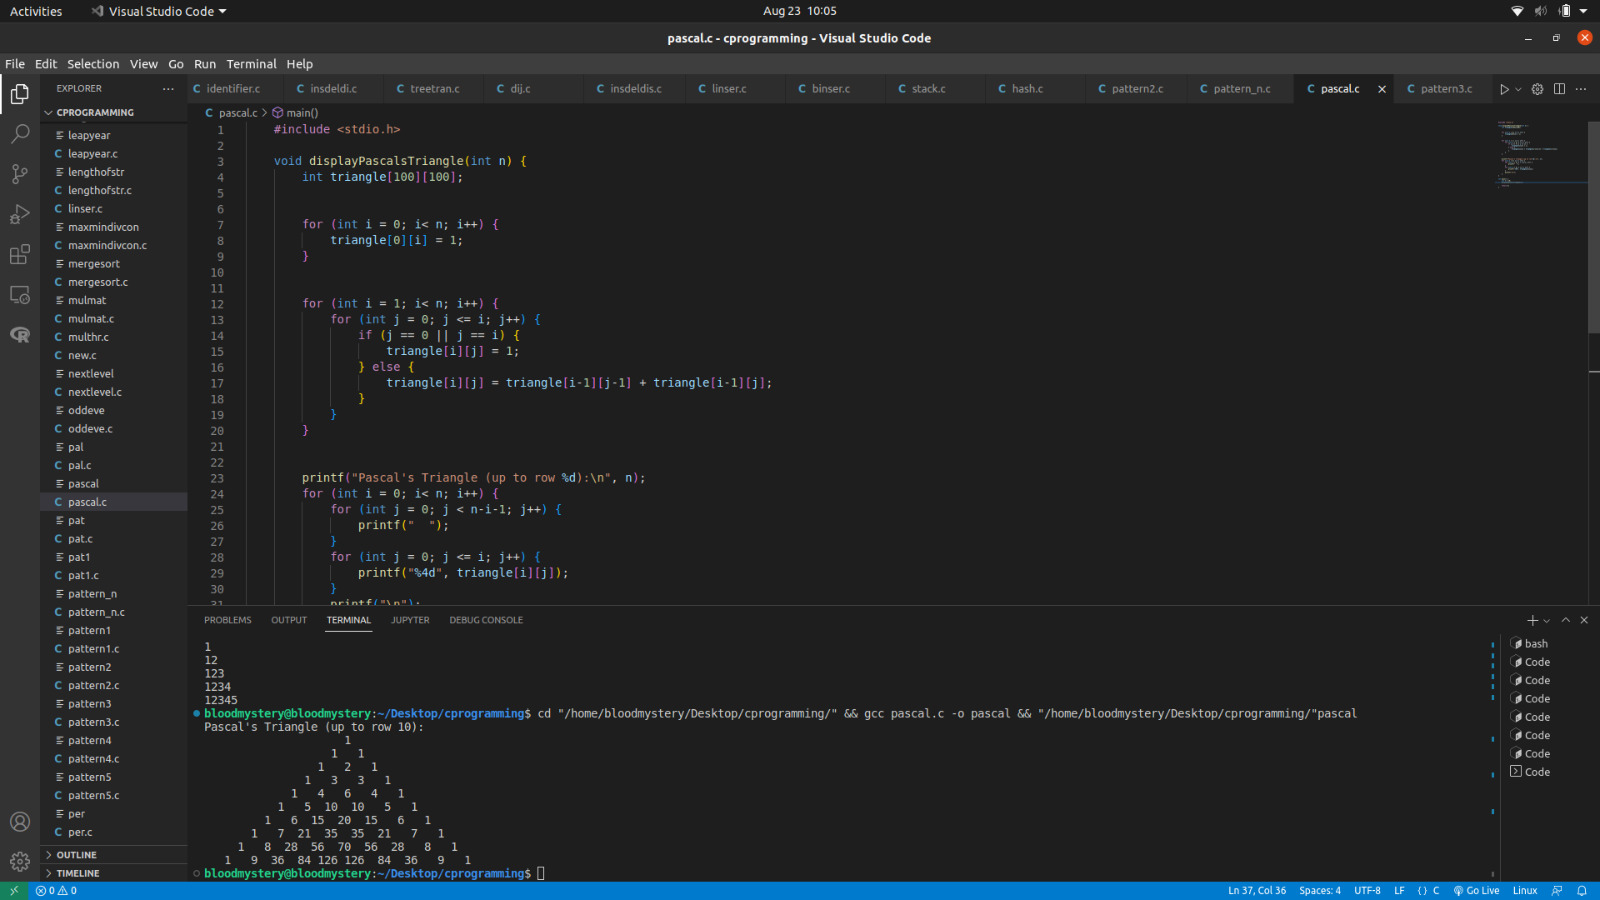 Activities Visual Studio Code Aug 23 10:05
pascal.c - cprogramming - Visual Studio Code
File Edit Selection View Go Run Terminal Help
EXPLORER ...
CPROGRAMMING
leapyear
leapyear.c
lengthofstr
lengthofstr.c
linser.c
maxmindivcon
maxmindivcon.c
mergesort
mergesort.c
mulmat
mulmat.c
multhr.c
new.c
nextlevel
nextlevel.c
oddeve
oddeve.c
pal
pal.c
pascal
pascal.c
pat
pat.c
pat1
pat1.c
pattern_n
pattern_n.c
pattern1
pattern1.c
pattern2
pattern2.c
pattern3
pattern3.c
pattern4
pattern4.c
pattern5
pattern5.c
per
per.c
OUTLINE
TIMELINE
identifier.c insdeldi.c treetran.c dij.c insdeldis.c linser.c binser.c stack.c hash.c pattern2.c pattern_n.c pascal.c pattern3.c
pascal.c > main()
1 #include <stdio.h>
2
3 void displayPascalsTriangle(int n) {
4 int triangle[100][100];
5
6
7 for (int i = 0; i< n; i++) {
8 triangle[0][i] = 1;
9 }
10
11
12 for (int i = 1; i< n; i++) {
13 for (int j = 0; j <= i; j++) {
14 if (j == 0 || j == i) {
15 triangle[i][j] = 1;
16 } else {
17 triangle[i][j] = triangle[i-1][j-1] + triangle[i-1][j];
18 }
19 }
20 }
21
22
23 printf("Pascal's Triangle (up to row %d):\n", n);
24 for (int i = 0; i< n; i++) {
25 for (int j = 0; j < n-i-1; j++) {
26 printf("  ");
27 }
28 for (int j = 0; j <= i; j++) {
29 printf("%4d", triangle[i][j]);
30 }
31 printf("\n");
PROBLEMS OUTPUT TERMINAL JUPYTER DEBUG CONSOLE
1
12
123
1234
12345
bloodmystery@bloodmystery:~/Desktop/cprogramming$ cd "/home/bloodmystery/Desktop/cprogramming/" && gcc pascal.c -o pascal && "/home/bloodmystery/Desktop/cprogramming/"pascal
Pascal's Triangle (up to row 10):
1
1 1
1 2 1
1 3 3 1
1 4 6 4 1
1 5 10 10 5 1
1 6 15 20 15 6 1
1 7 21 35 35 21 7 1
1 8 28 56 70 56 28 8 1
1 9 36 84 126 126 84 36 9 1
bloodmystery@bloodmystery:~/Desktop/cprogramming$
bash
Code
Code
Code
Code
Code
Code
Code
0 0 Ln 37, Col 36 Spaces: 4 UTF-8 LF {} C Go Live Linux